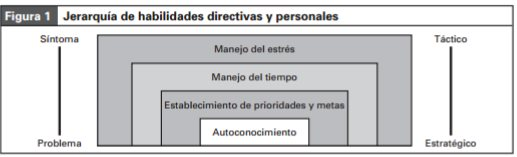 Figura 1 Jerarquía de habilidades directivas y personales
Síntoma
Táctico
Manejo del estrés
Manejo del tiempo
Establecimiento de prioridades y metas
Autoconocimiento
Problema
Estratégico